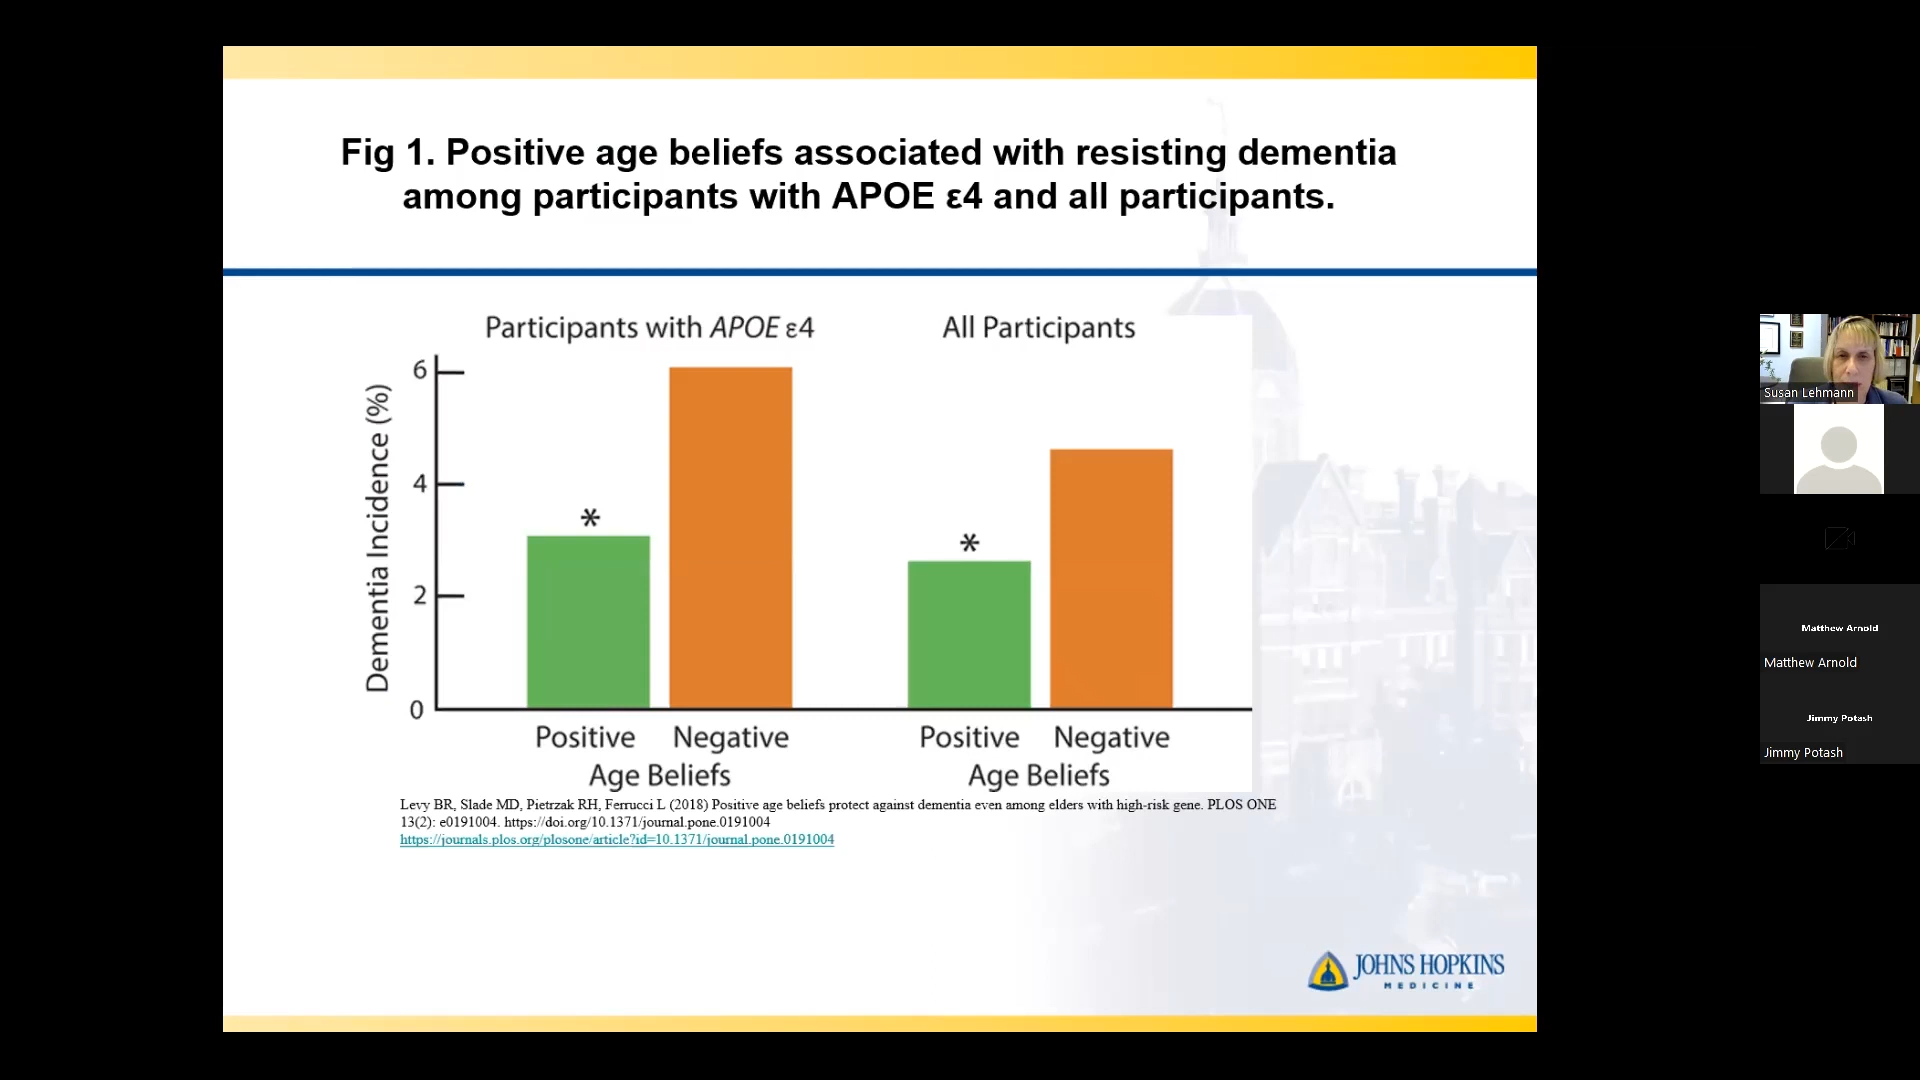 Fig 1. Positive age beliefs associated with resisting dementia
among participants with APOE ε4 and all participants.
Participants with APOE ε4
All Participants
Dementia Incidence (%)
6
4
2
0
*
*
Positive
Negative
Age Beliefs
Positive
Negative
Age Beliefs
Levy BR, Slade MD, Pietrzak RH, Ferrucci L (2018) Positive age beliefs protect against dementia even among elders with high-risk gene. PLOS ONE
13(2): e0191004. https://doi.org/10.1371/journal.pone.0191004
https://journals.plos.org/plosone/article?id=10.1371/journal.pone.0191004
JOHNS HOPKINS
MEDICINE
Susan Lehmann
Matthew Arnold
Matthew Arnold
Jimmy Potash
Jimmy Potash